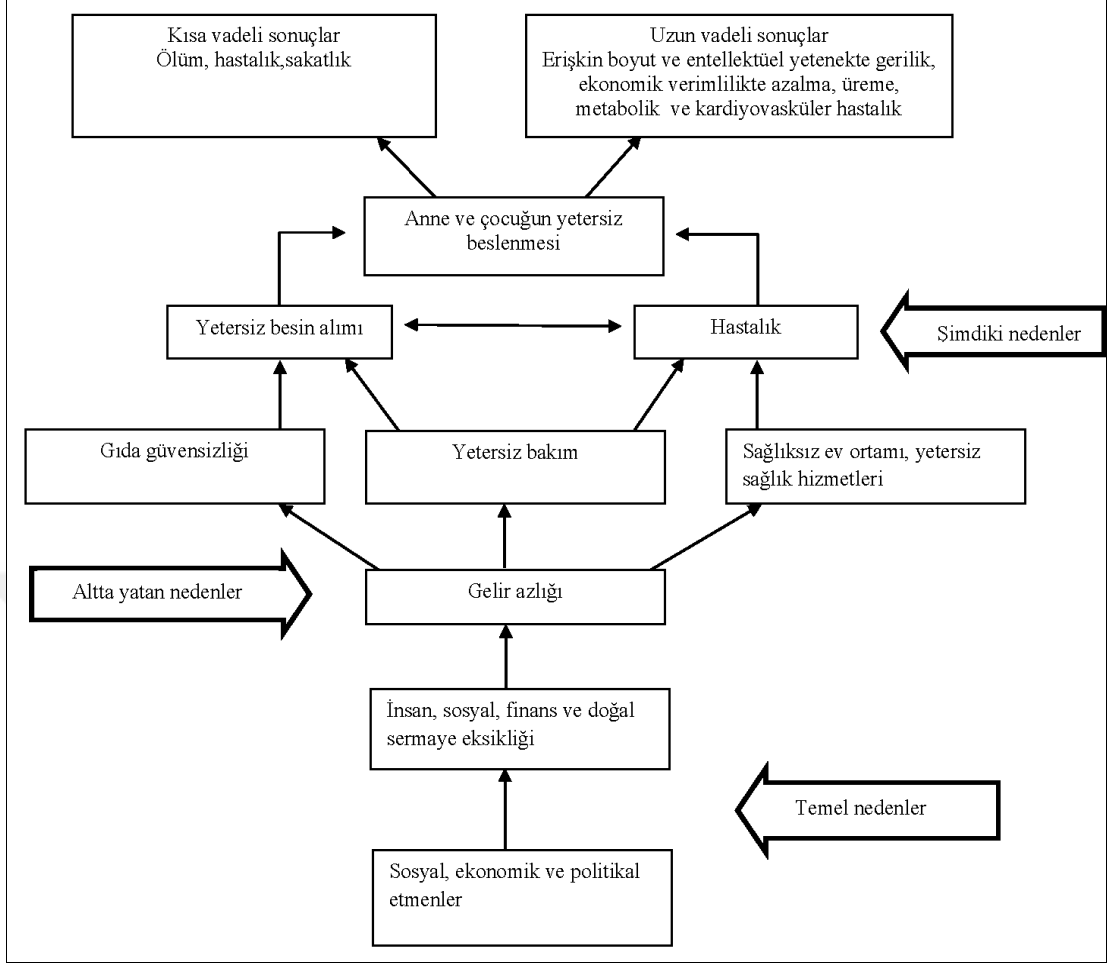 Kısa vadeli sonuçlar
Ölüm, hastalık,sakatlık
Uzun vadeli sonuçlar
Erişkin boyut ve entellektüel yetenekte gerilik,
ekonomik verimlilikte azalma, üreme,
metabolik ve kardiyovasküler hastalık
Anne ve çocuğun yetersiz
beslenmesi
Yetersiz besin alımı
Hastalık
Şimdiki nedenler
Gıda güvensizliği
Yetersiz bakım
Sağlıksız ev ortamı, yetersiz
sağlık hizmetleri
Altta yatan nedenler
Gelir azlığı
İnsan, sosyal, finans ve doğal
sermaye eksikliği
Temel nedenler
Sosyal, ekonomik ve politikal
etmenler